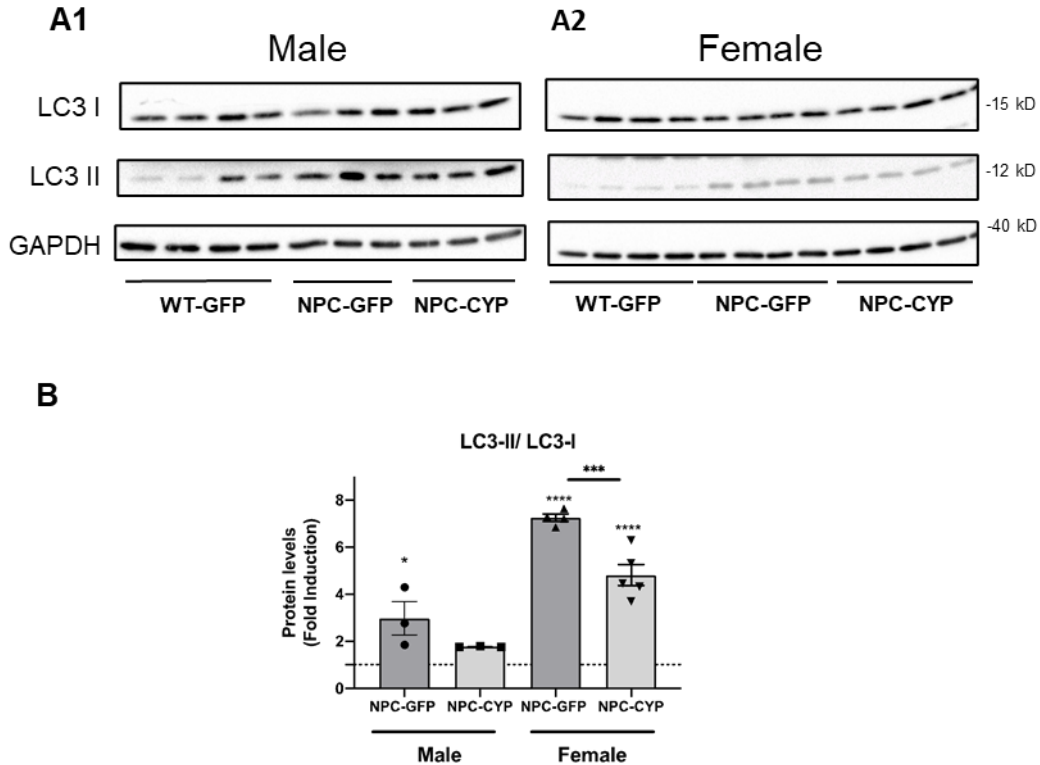 A1
A2
Male
Female
LC3 I
-15 kD
LC3 II
-12 kD
-40 kD
GAPDH
WT-GFP NPC-GFP NPC-CYP
WT-GFP NPC-GFP NPC-CYP
B
LC3-II/ LC3-I
***
****
****
*
Protein levels
(Fold Induction)
8
6
4
2
0
NPC-GFP NPC-CYP NPC-GFP NPC-CYP
Male Female